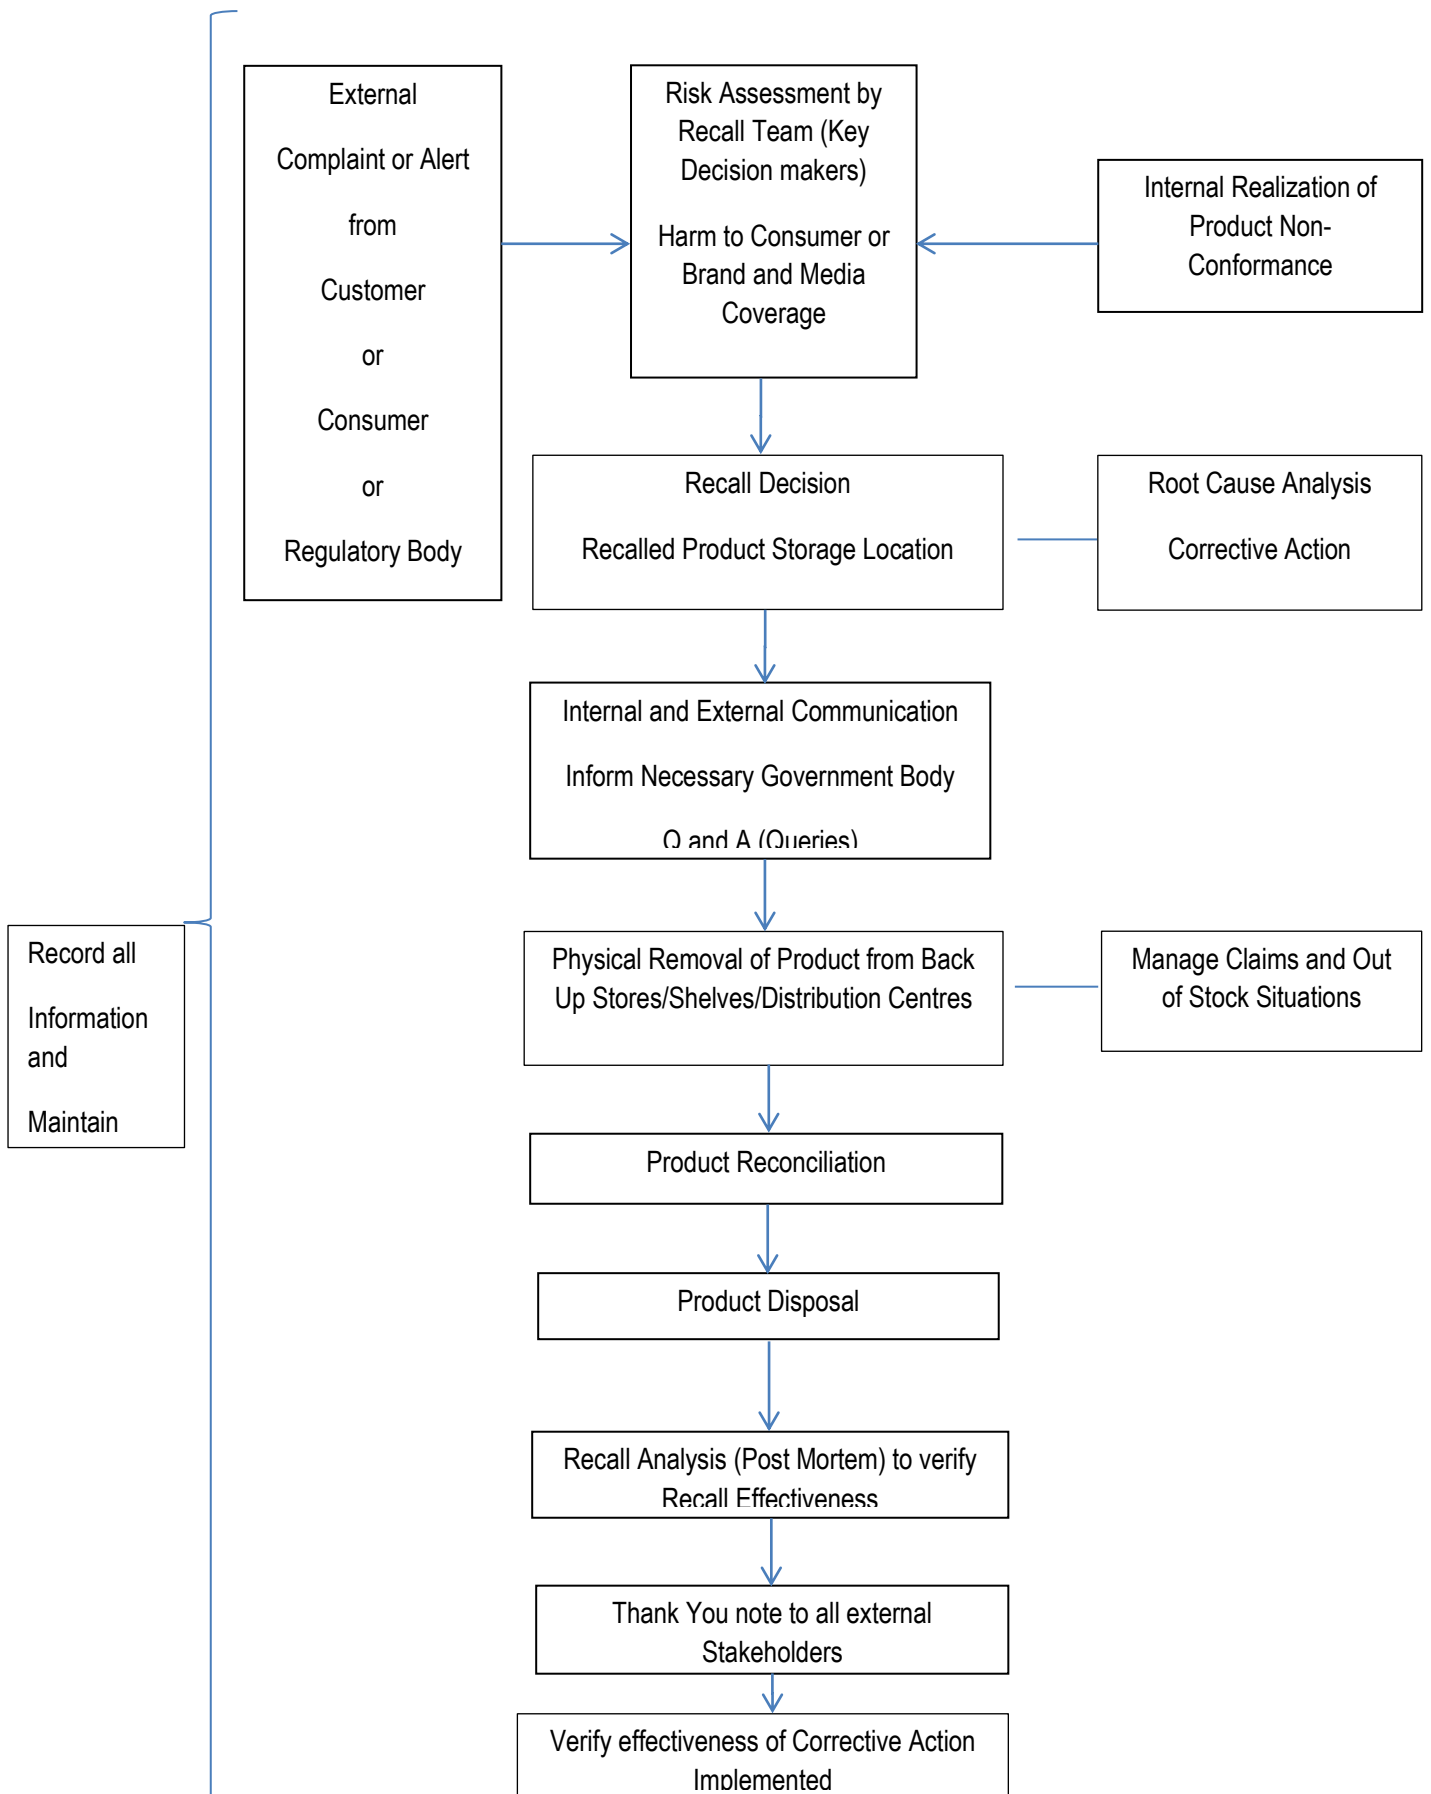 External
Complaint or Alert
from
Customer
or
Consumer
or
Regulatory Body
Risk Assessment by
Recall Team (Key
Decision makers)
Harm to Consumer or
Brand and Media
Coverage
Internal Realization of
Product Non-
Conformance
Recall Decision
Recalled Product Storage Location
Root Cause Analysis
Corrective Action
Internal and External Communication
Inform Necessary Government Body
Q and A (Queries)
Record all
Information
and
Maintain
Physical Removal of Product from Back
Up Stores/Shelves/Distribution Centres
Manage Claims and Out
of Stock Situations
Product Reconciliation
Product Disposal
Recall Analysis (Post Mortem) to verify
Recall Effectiveness
Thank You note to all external
Stakeholders
Verify effectiveness of Corrective Action
Implemented